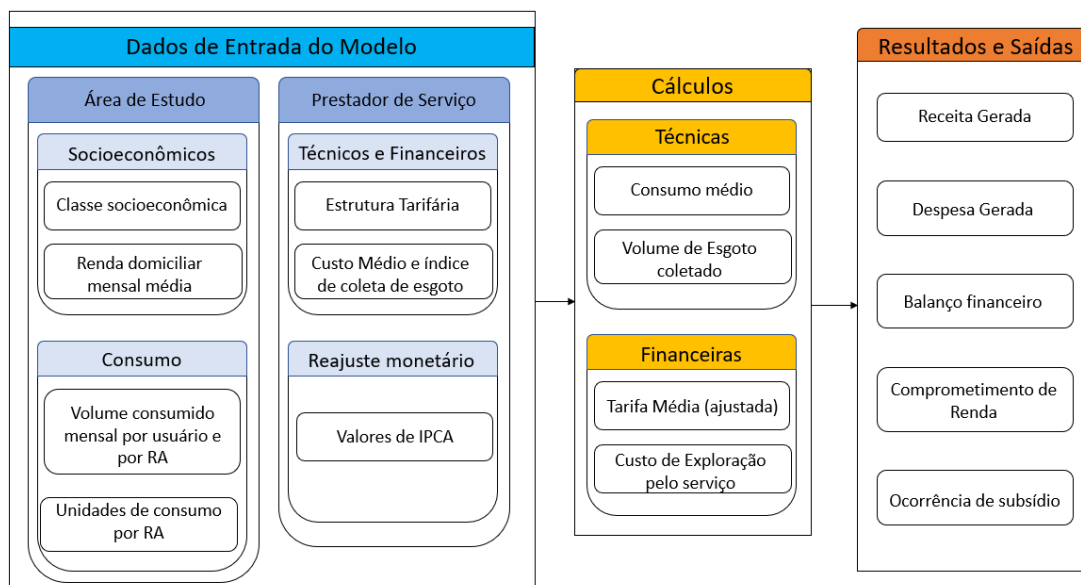 Dados de Entrada do Modelo
Área de Estudo
Socioeconômicos
Classe socioeconômica
Renda domiciliar
mensal média
Consumo
Volume consumido
mensal por usuário e
por RA
Unidades de consumo
por RA
Prestador de Serviço
Técnicos e Financeiros
Estrutura Tarifária
Custo Médio e índice
de coleta de esgoto
Reajuste monetário
Valores de IPCA
Cálculos
Técnicas
Consumo médio
Volume de Esgoto
coletado
Financeiras
Tarifa Média (ajustada)
Custo de Exploração
pelo serviço
Resultados e Saídas
Receita Gerada
Despesa Gerada
Balanço financeiro
Comprometimento de
Renda
Ocorrência de subsídio